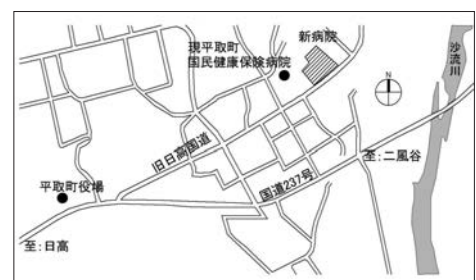 新病院
現平取町
国民健康保険病院
沙流川
N
旧日高国道
至:二風谷
国道237号
平取町役場
至:日高